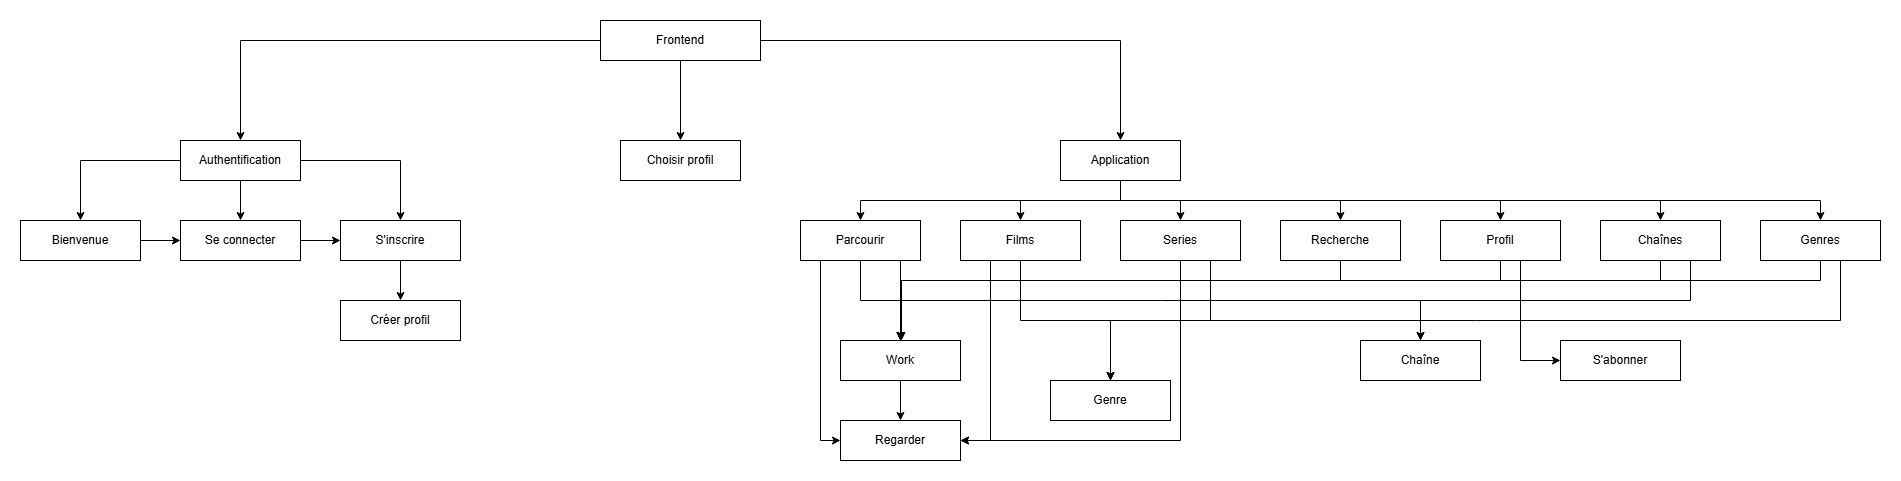 Frontend
Authentification
Choisir profil
Application
Bienvenue
Se connecter
S'inscrire
Parcourir
Films
Series
Recherche
Profil
Chaînes
Genres
Créer profil
Work
Chaîne
S'abonner
Genre
Regarder